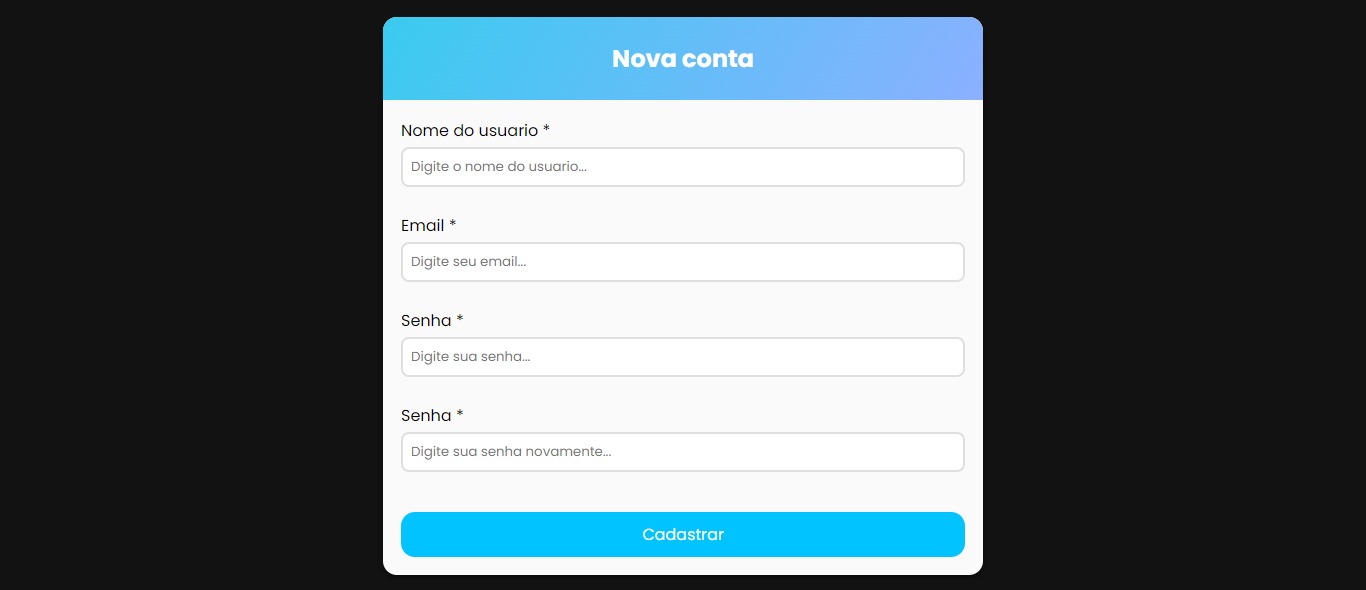 Nova conta
Nome do usuario *
Digite o nome do usuario...
Email *
Digite seu email...
Senha *
Digite sua senha...
Senha *
Digite sua senha novamente...
Cadastrar